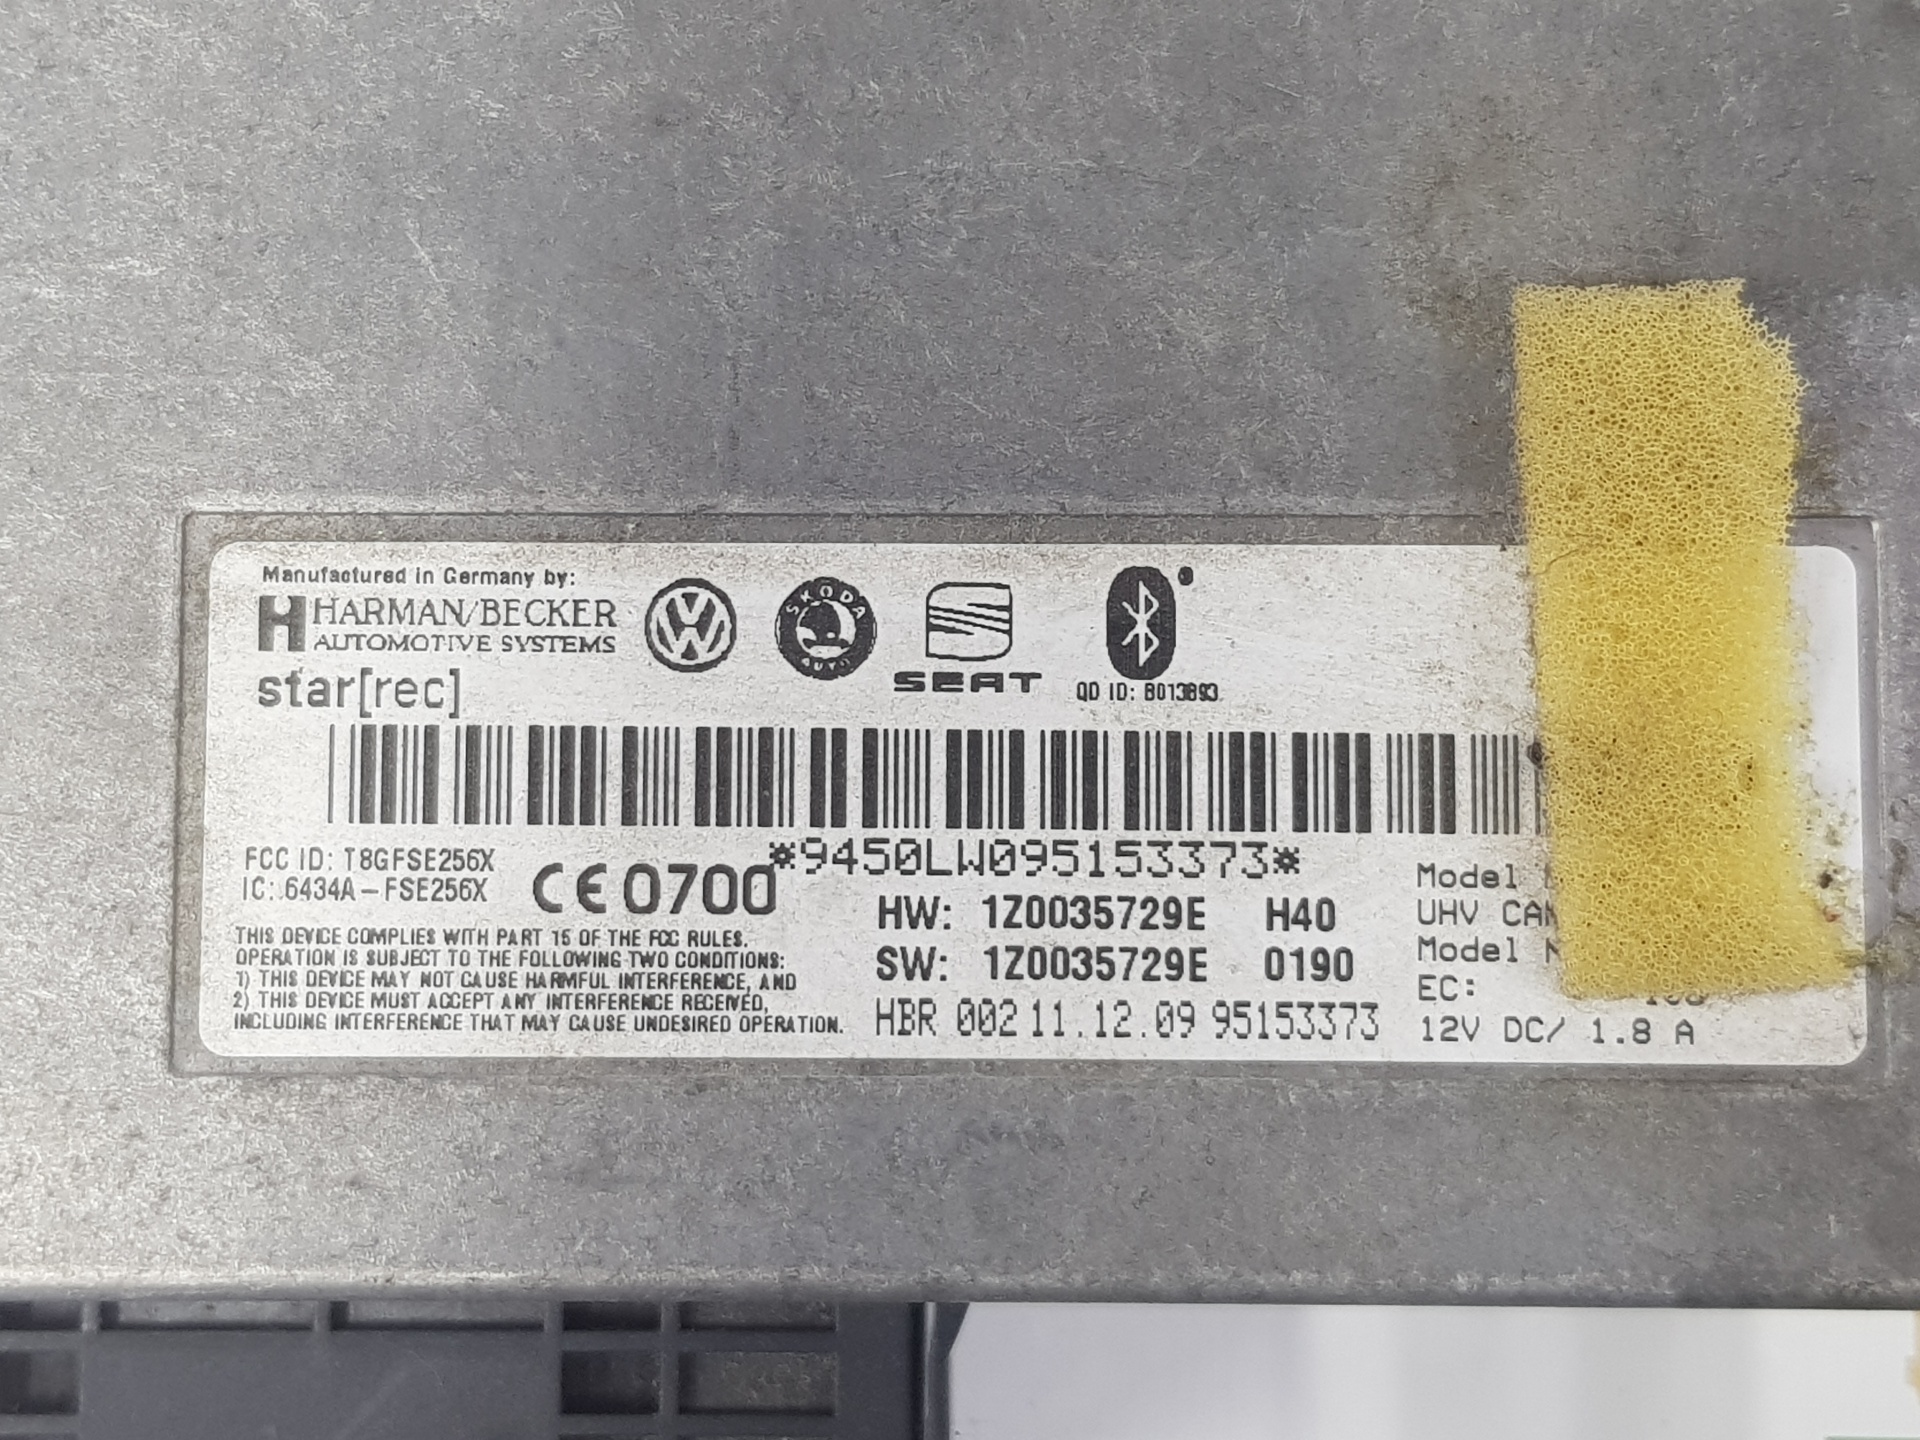 Manufactured in Germany by:
HARMAN/BECKER
AUTOMOTIVE SYSTEMS
star[rec]
ŠKODA
AUTO
SEAT
QD ID: B013893
*9450LW095153373*
FCC ID: T8GFSE256X
IC: 6434A-FSE256X
CE 0700
THIS DEVICE COMPLIES WITH PART 15 OF THE FCC RULES.
OPERATION IS SUBJECT TO THE FOLLOWING TWO CONDITIONS:
1) THIS DEVICE MAY NOT CAUSE HARMFUL INTERFERENCE, AND
2) THIS DEVICE MUST ACCEPT ANY INTERFERENCE RECEIVED,
INCLUDING INTERFERENCE THAT MAY CAUSE UNDESIRED OPERATION.
HW: 1Z0035729E H40
SW: 1Z0035729E 0190
HBR 002 11.12.09 95153373
Model
UHV
Model
EC:
12V DC/ 1.8 A